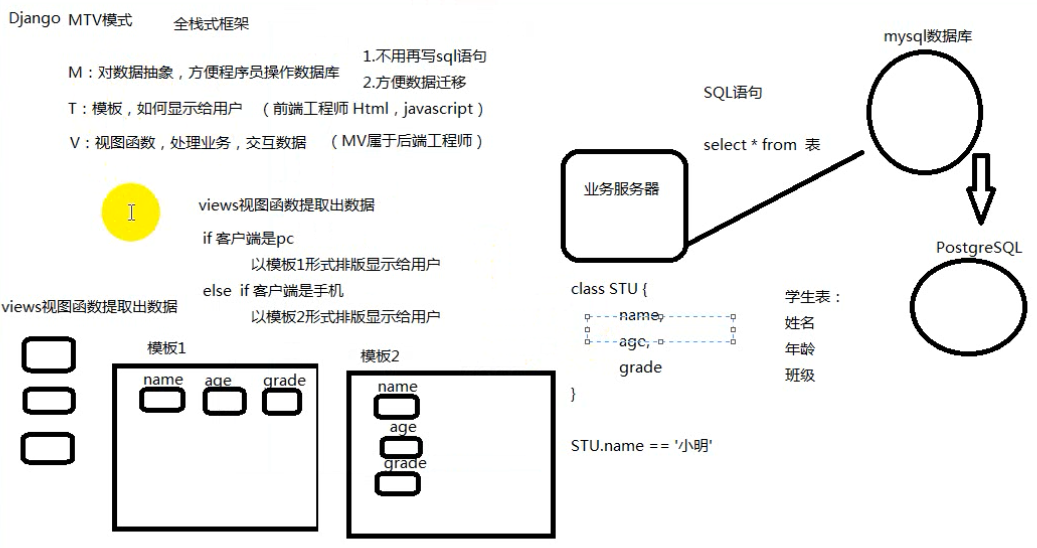 Django MTV模式 全栈式框架
M：对数据抽象，方便程序员操作数据库
1.不用再写sql语句
2.方便数据迁移
T：模板，如何显示给用户 （前端工程师 Html，javascript）
V：视图函数，处理业务，交互数据 （MV属于后端工程师）
views视图函数提取出数据
if 客户端是pc
以模板1形式排版显示给用户
else if 客户端是手机
以模板2形式排版显示给用户
views视图函数提取出数据
模板1
name age grade
模板2
name
age
grade
mysql数据库
SQL语句
select * from 表
业务服务器
PostgreSQL
class STU {
name,
age,
grade
}
STU.name == '小明'
学生表：
姓名
年龄
班级